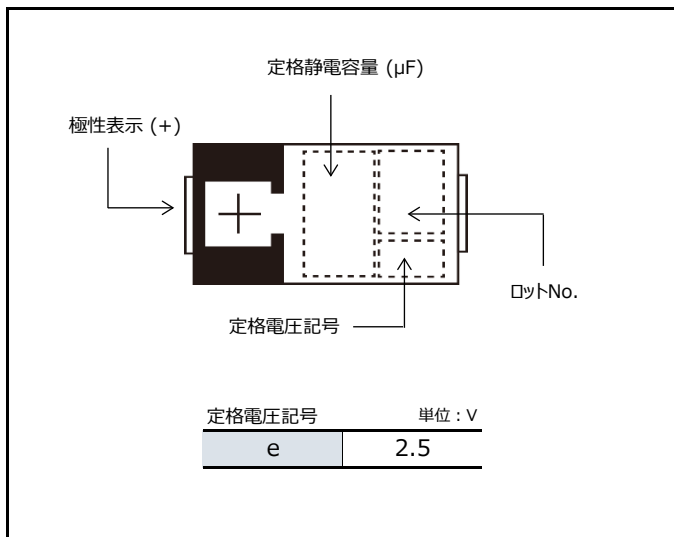 定格静電容量 (μF)
極性表示 (+)
+
ロットNo.
定格電圧記号
定格電圧記号 単位：V
e 2.5